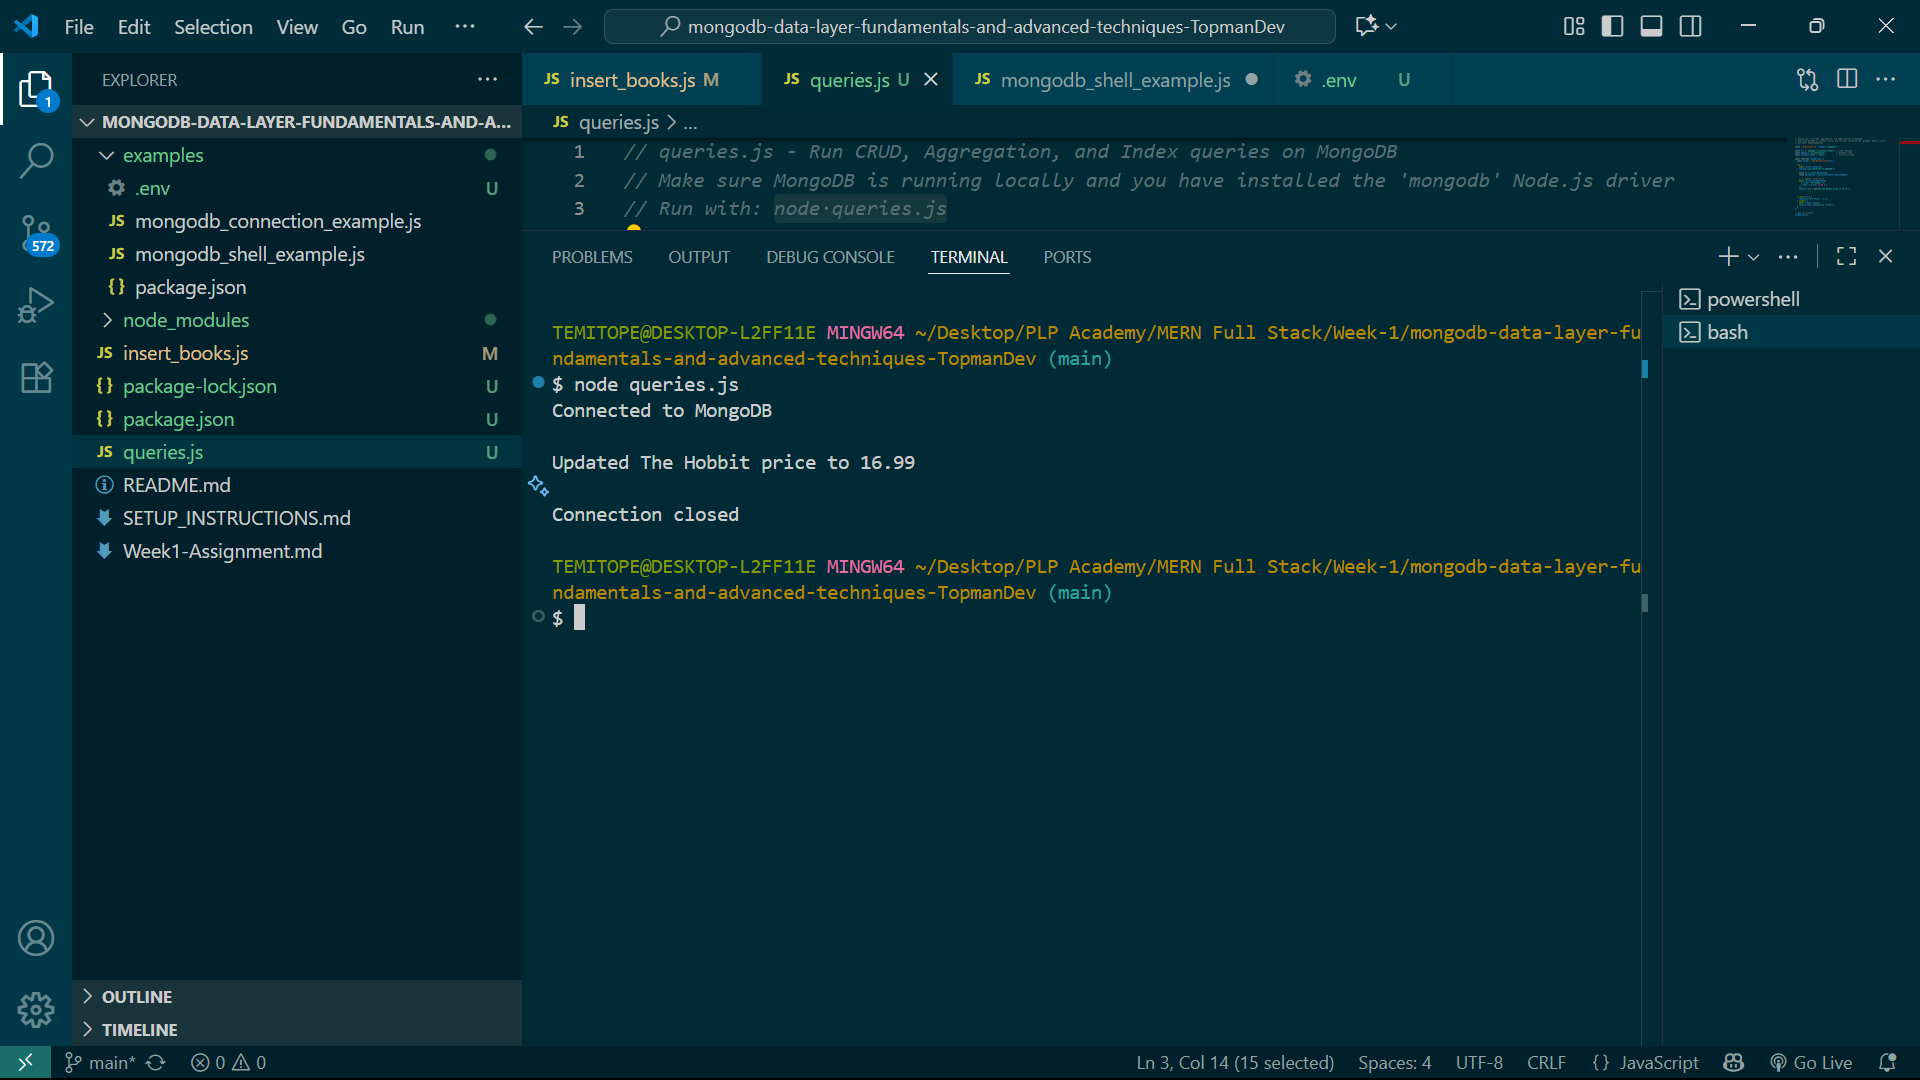 File Edit Selection View Go Run ···
mongodb-data-layer-fundamentals-and-advanced-techniques-TopmanDev
EXPLORER
JS insert_books.js M
JS queries.js U
JS mongodb_shell_example.js
.env U
1
572
MONGODB-DATA-LAYER-FUNDAMENTALS-AND-A...
examples
.env U
JS mongodb_connection_example.js
JS mongodb_shell_example.js
{} package.json
node_modules
JS insert_books.js M
{} package-lock.json U
{} package.json U
JS queries.js U
README.md
SETUP_INSTRUCTIONS.md
Week1-Assignment.md
OUTLINE
TIMELINE
JS queries.js > ...
1 // queries.js - Run CRUD, Aggregation, and Index queries on MongoDB
2 // Make sure MongoDB is running locally and you have installed the 'mongodb' Node.js driver
3 // Run with: node·queries.js
PROBLEMS OUTPUT DEBUG CONSOLE TERMINAL PORTS
TEMITOPE@DESKTOP-L2FF11E MINGW64 ~/Desktop/PLP Academy/MERN Full Stack/Week-1/mongodb-data-layer-fu
ndamentals-and-advanced-techniques-TopmanDev (main)
$ node queries.js
Connected to MongoDB
Updated The Hobbit price to 16.99
Connection closed
TEMITOPE@DESKTOP-L2FF11E MINGW64 ~/Desktop/PLP Academy/MERN Full Stack/Week-1/mongodb-data-layer-fu
ndamentals-and-advanced-techniques-TopmanDev (main)
$
powershell
bash
main* 0 0
Ln 3, Col 14 (15 selected) Spaces: 4 UTF-8 CRLF {} JavaScript Go Live